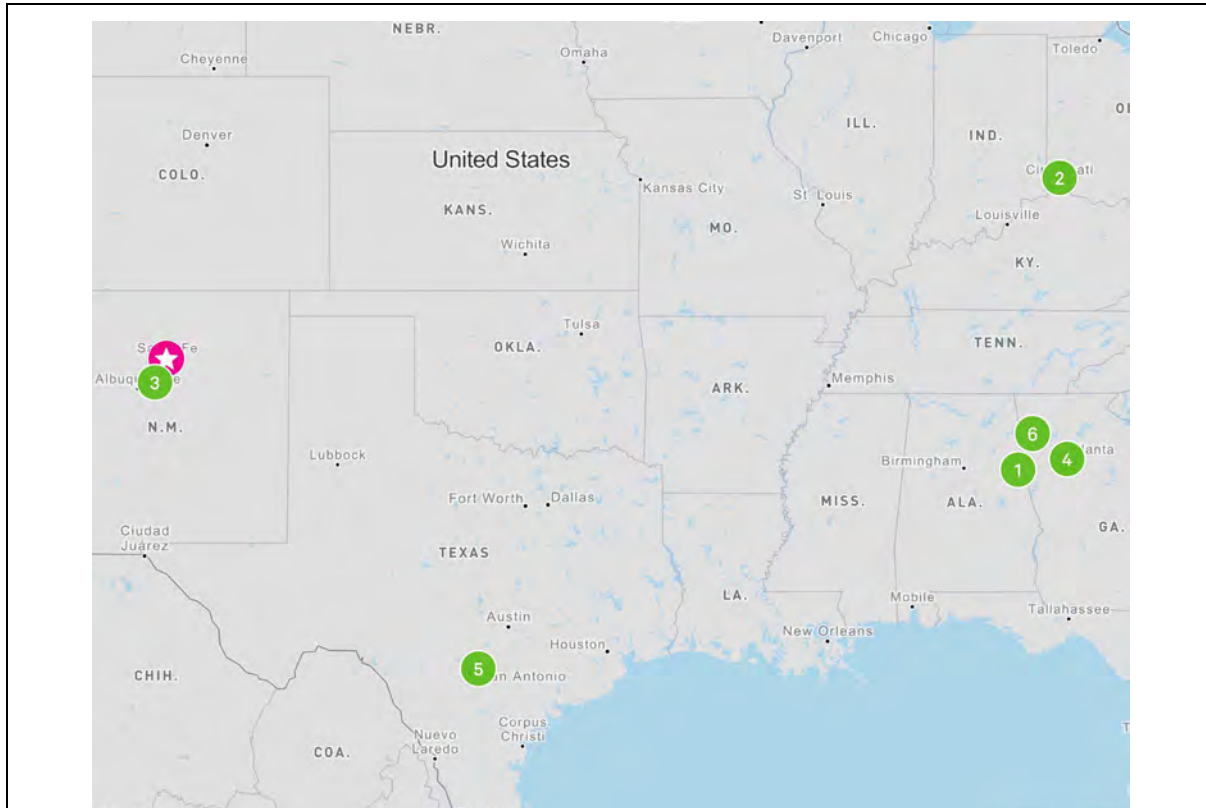 NEBR.
Omaha
Davenport
Chicago
Toledo
Cheyenne
Denver
ILL.
IND.
COLO.
United States
2
Kansas City
St. Louis
KANS.
Louisville
MO.
Wichita
KY.
Tulsa
OKLA.
TENN.
3
ARK.
Memphis
N.M.
6
Lubbock
Birmingham
1
4
Fort Worth
Dallas
MISS.
ALA.
GA.
Ciudad
Juárez
TEXAS
LA.
Mobile
Tallahassee
Austin
New Orleans
Houston
5
CHIH.
Corpus
Christi
Nuevo
Laredo
COA.